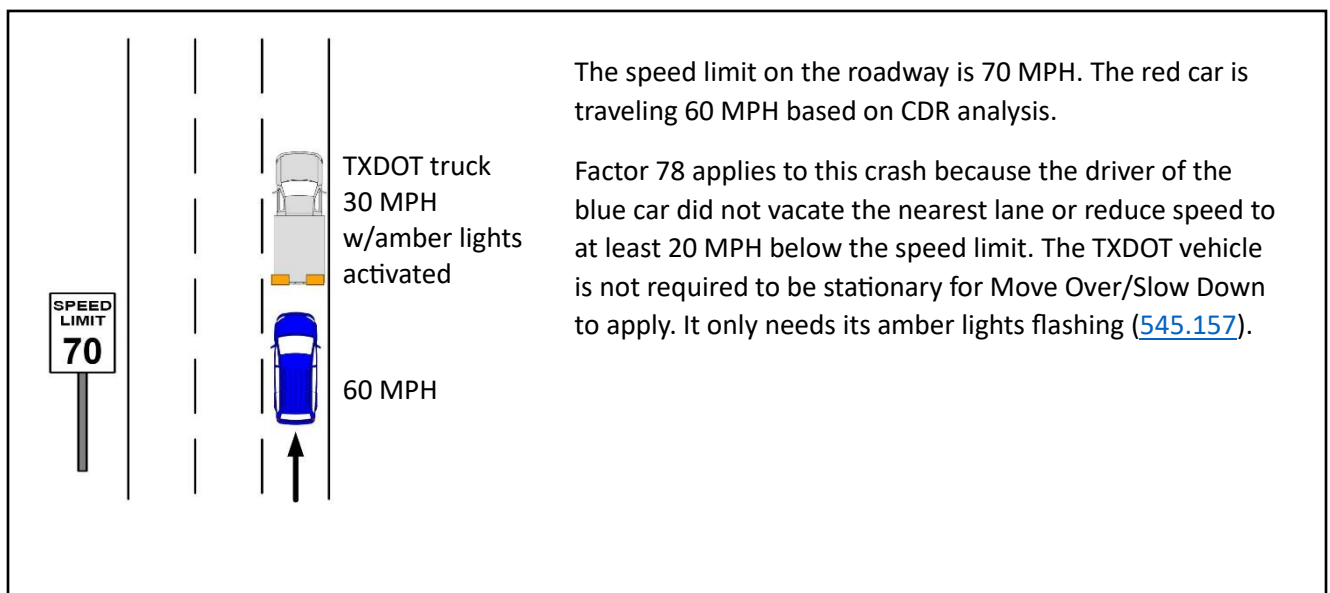 The speed limit on the roadway is 70 MPH. The red car is
traveling 60 MPH based on CDR analysis.
Factor 78 applies to this crash because the driver of the
blue car did not vacate the nearest lane or reduce speed to
at least 20 MPH below the speed limit. The TXDOT vehicle
is not required to be stationary for Move Over/Slow Down
to apply. It only needs its amber lights flashing (545.157).
TXDOT truck
30 MPH
w/amber lights
activated
SPEED
LIMIT
70
60 MPH